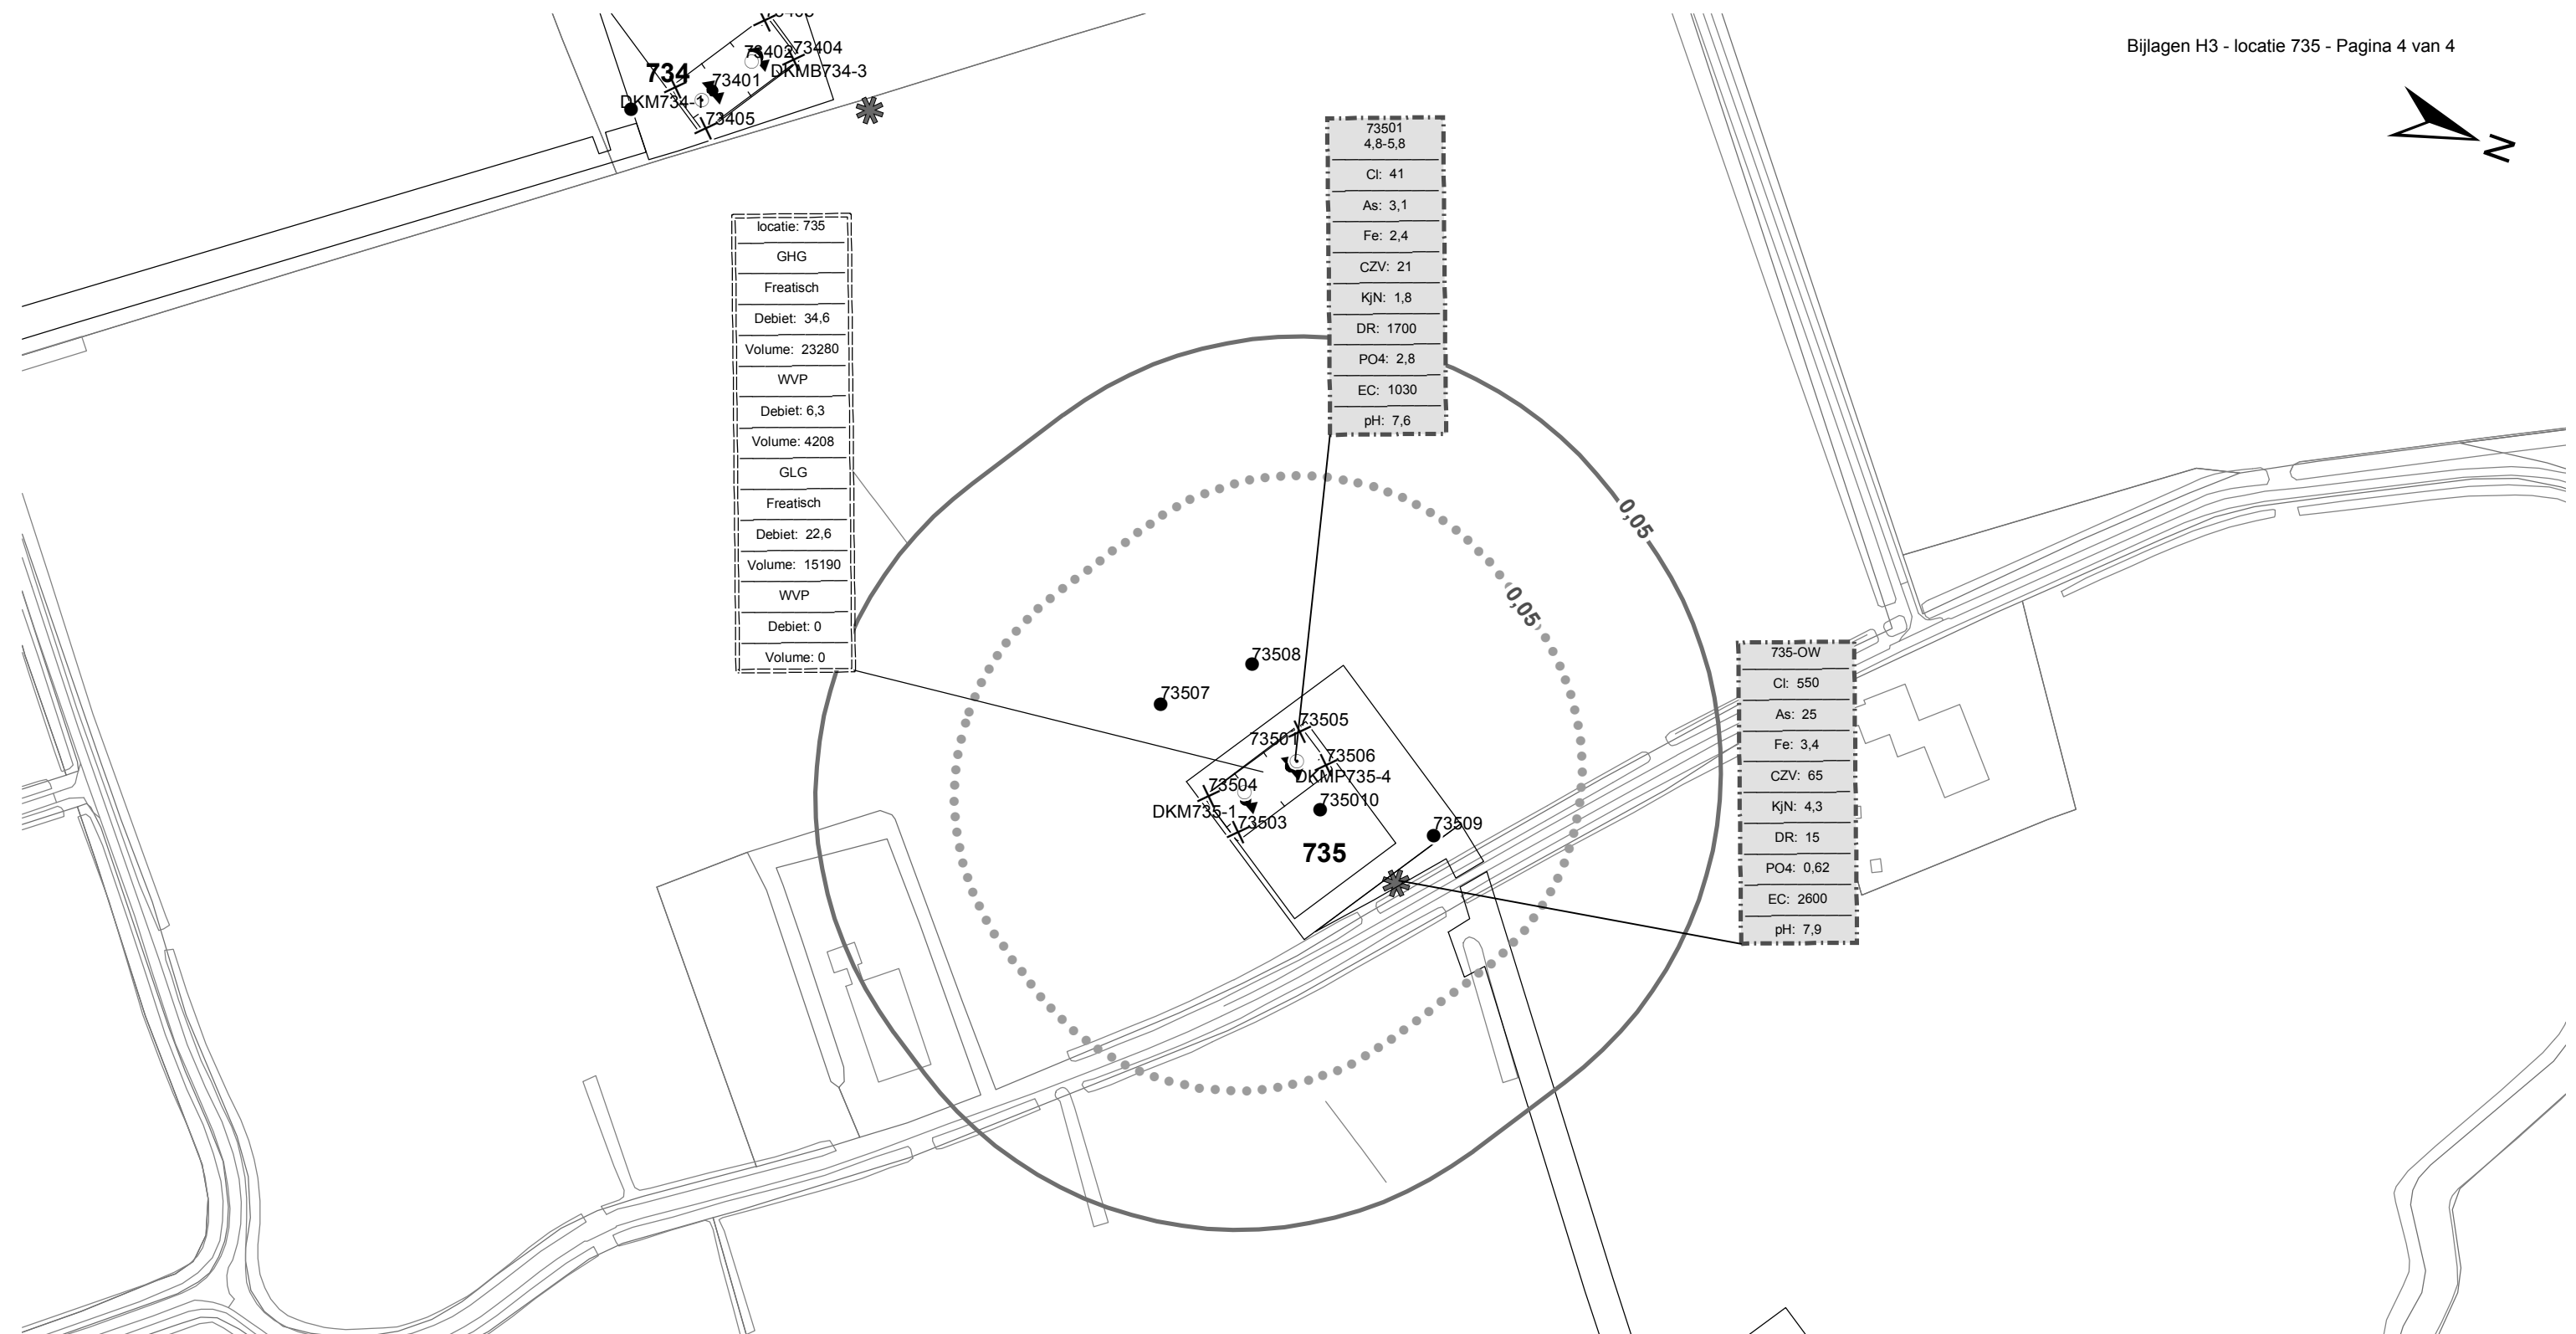 Bijlagen H3 - locatie 735 - Pagina 4 van 4
N
73402
73404
734
73401
DKMB734-3
DKM734-1
73405
73501
4,8-5,8
Cl: 41
As: 3,1
Fe: 2,4
CZV: 21
KjN: 1,8
DR: 1700
PO4: 2,8
EC: 1030
pH: 7,6
locatie: 735
GHG
Freatisch
Debiet: 34,6
Volume: 23280
WVP
Debiet: 6,3
Volume: 4208
GLG
Freatisch
Debiet: 22,6
Volume: 15190
WVP
Debiet: 0
Volume: 0
0,05
0,05
73508
73507
73505
73501
73506
DKMP735-4
73504
735010
DKM735-1
73503
73509
735
735-OW
Cl: 550
As: 25
Fe: 3,4
CZV: 65
KjN: 4,3
DR: 15
PO4: 0,62
EC: 2600
pH: 7,9